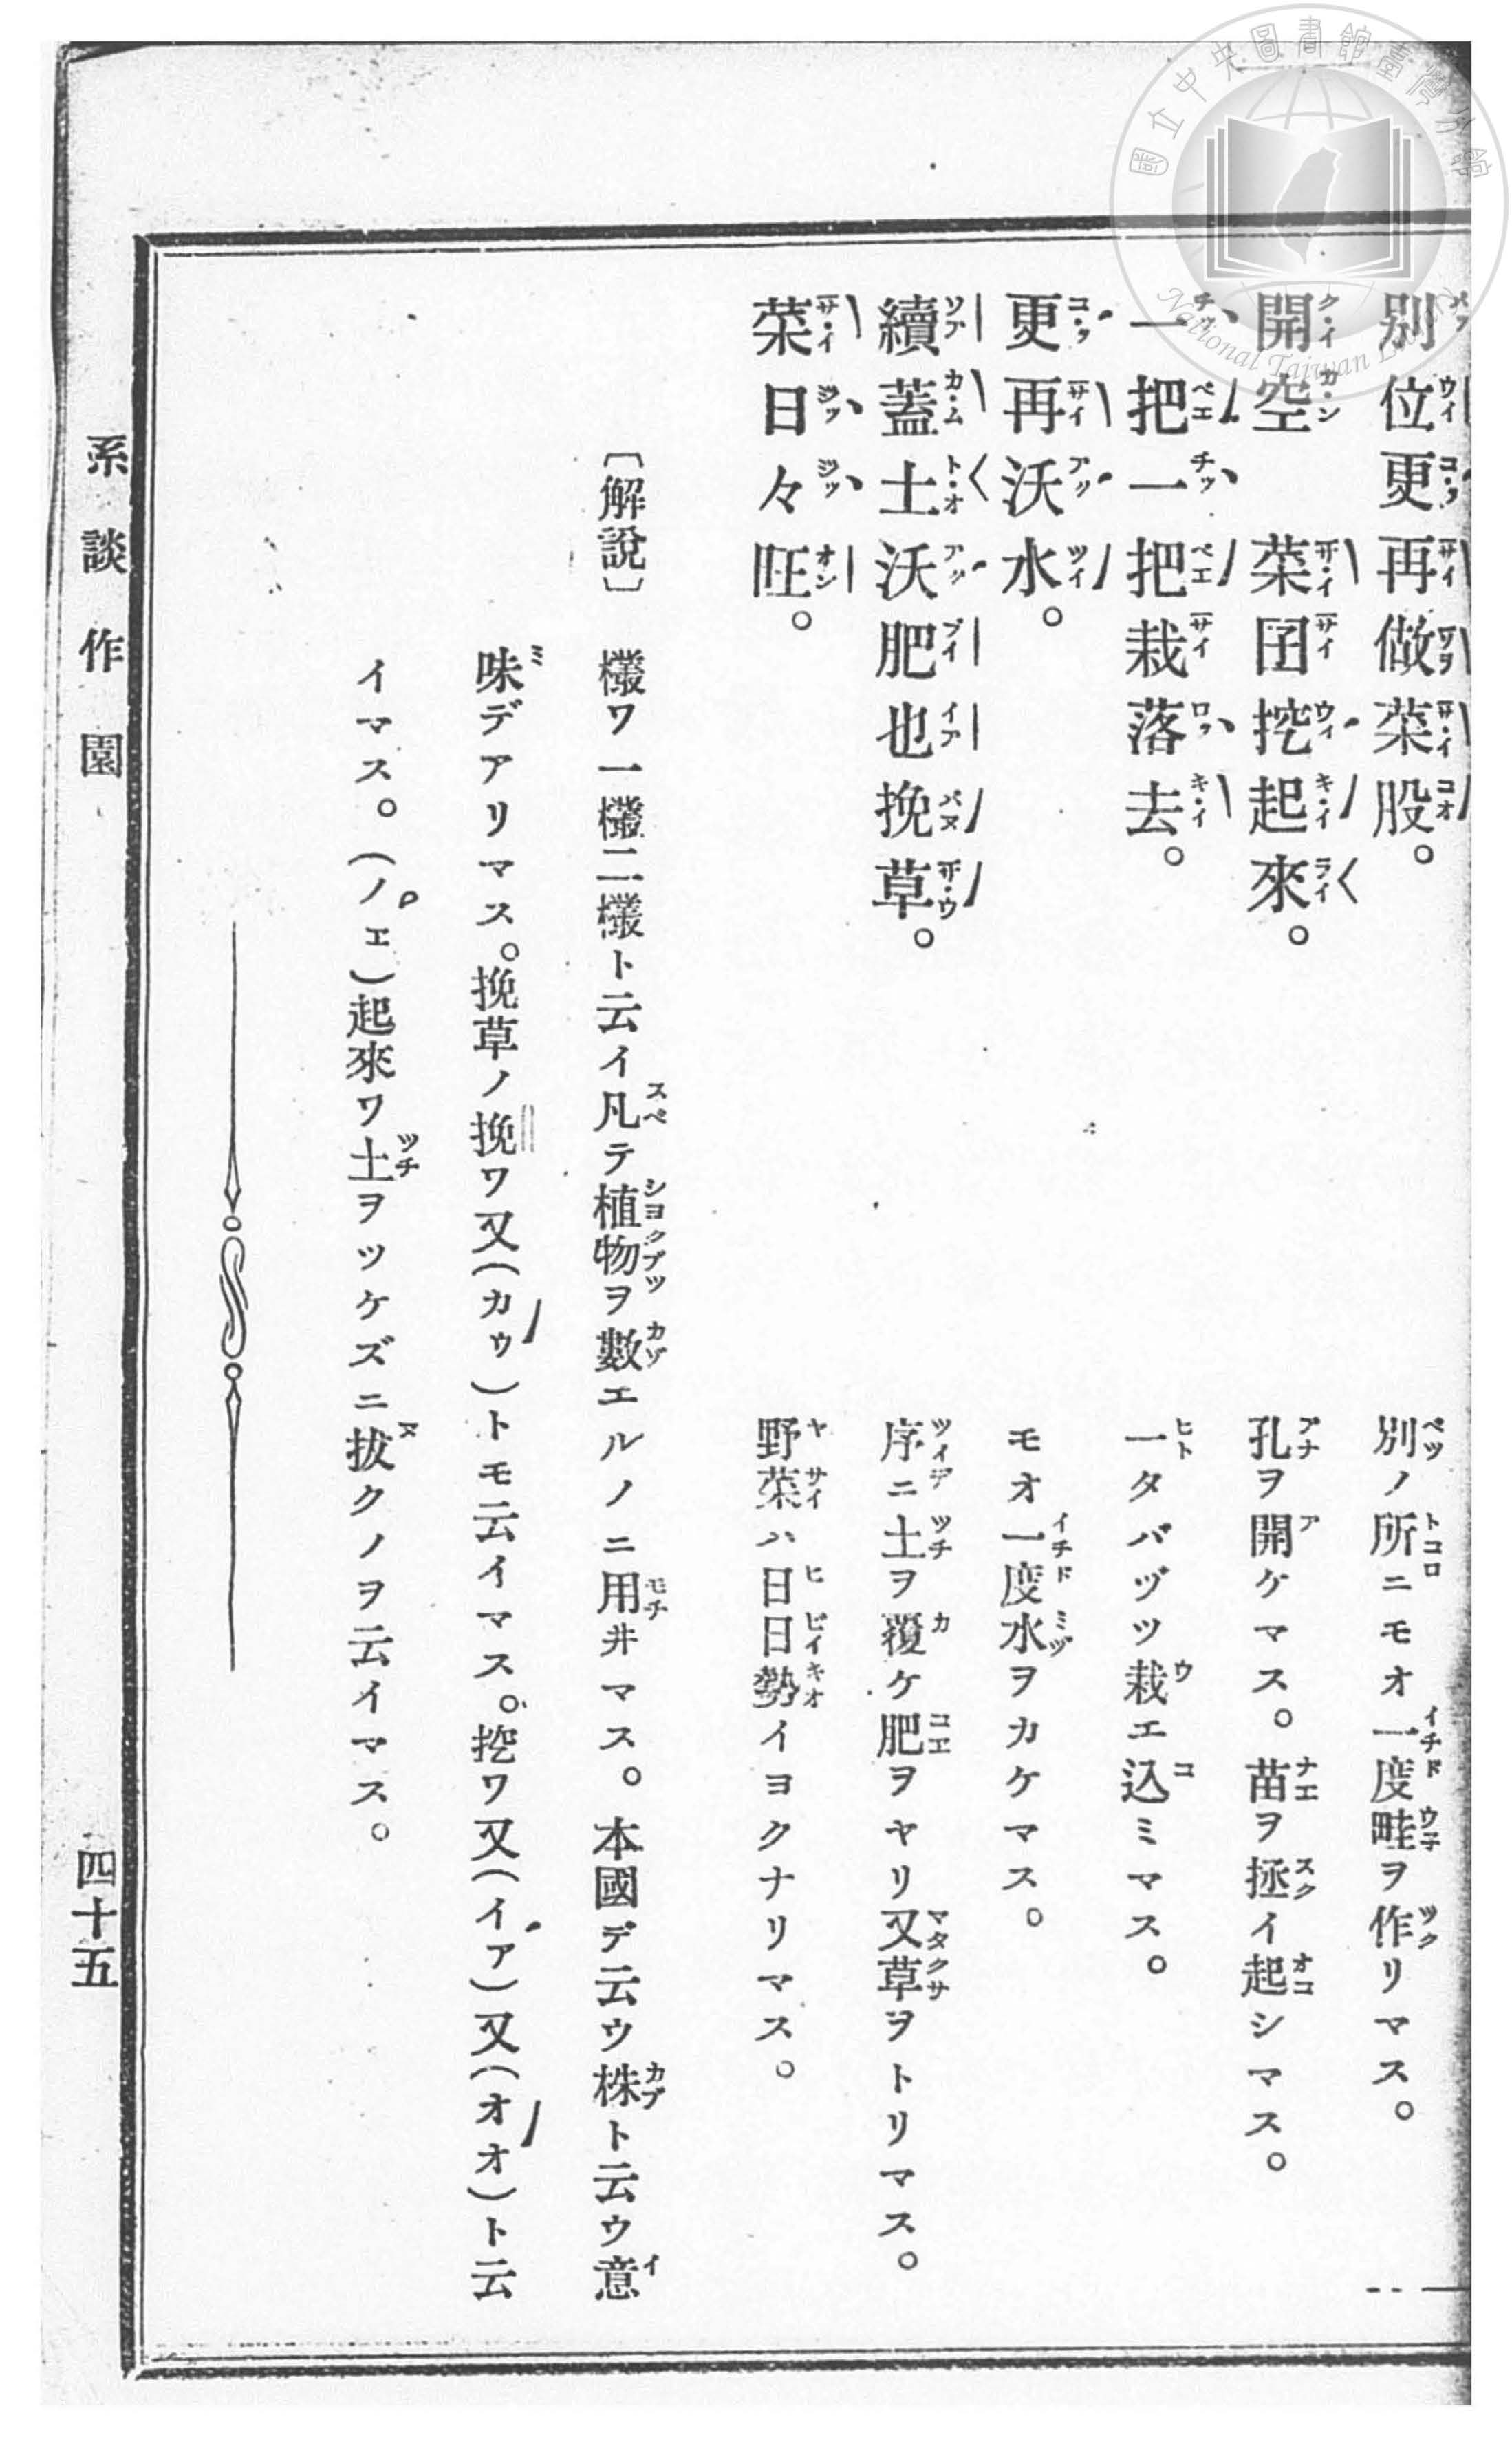 別位更再做菜股。
別ノ所ニモオ一度畦ヲ作リマス。
開空　菜囝挖起來。
孔ヲ開ケマス。苗ヲ拯イ起シマス。
一把一把栽落去。
一タバヅツ栽エ込ミマス。
更再沃水。
モオ一度水ヲカケマス。
續蓋土沃肥也挽草。
序ニ土ヲ覆ケ肥ヲヤリ又草ヲトリマス。
菜日々旺。
野菜ハ日日勢イヨクナリマス。
〔解說〕　欉ワ一欉二欉ト云イ凡テ植物ヲ數エルノニ用井マス。本國デ云ウ株ト云ウ意
味デアリマス。挽草ノ挽ワ又(カゥ)トモ云イマス。挖ワ又(イァ)又(オオ)ト云
イマス。(ノェ)起來ワ土ヲツケズニ拔クノヲ云イマス。
系談作園
四十五
國立中央圖書館臺灣分館
National Taiwan Library